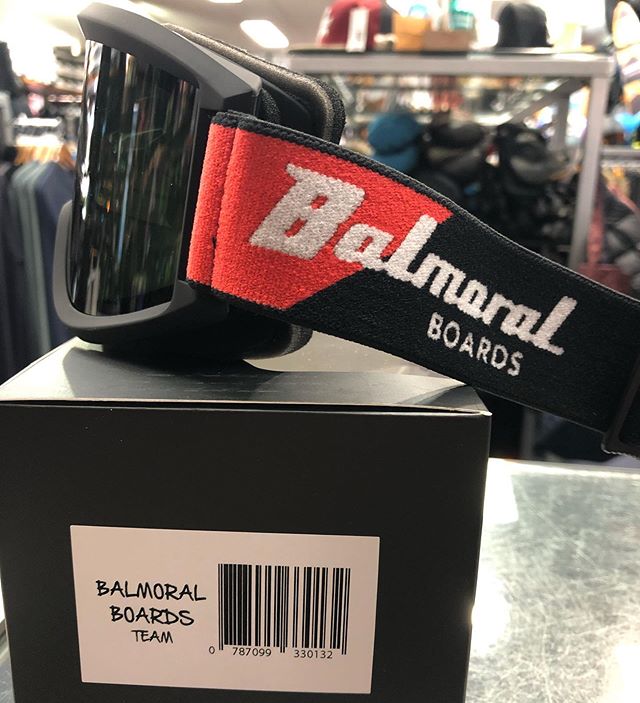 Balmoral
BOARDS
BALMORAL
BOARDS
TEAM
0 787099 330132